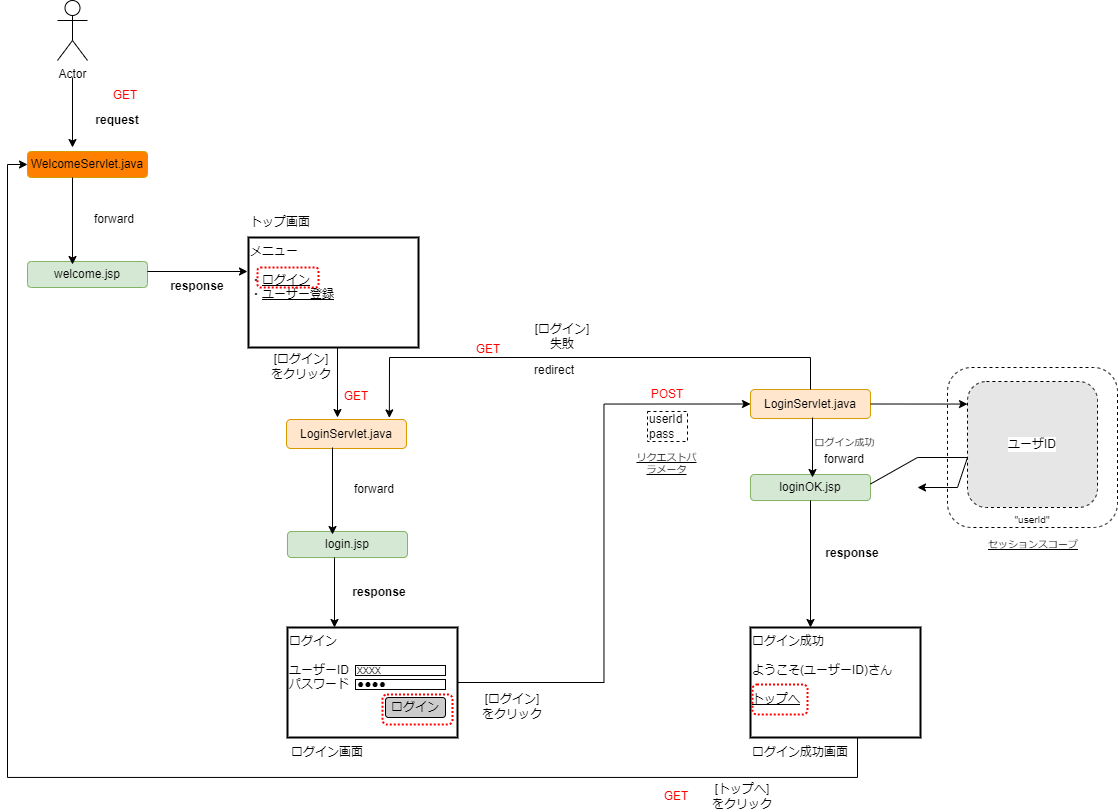 Actor
GET
request
WelcomeServlet.java
forward
welcome.jsp
response
トップ画面
メニュー
・ログイン
・ユーザー登録
[ログイン]
をクリック
GET
LoginServlet.java
forward
login.jsp
response
ログイン
ユーザーID XXXX
パスワード ●●●●
ログイン
ログイン画面
[ログイン]
をクリック
[ログイン]
失敗
GET
redirect
POST
userId
pass
リクエストパ
ラメータ
LoginServlet.java
ログイン成功
forward
loginOK.jsp
ユーザID
"userId"
セッションスコープ
response
ログイン成功
ようこそ(ユーザーID)さん
トップへ
ログイン成功画面
GET
[トップへ]
をクリック